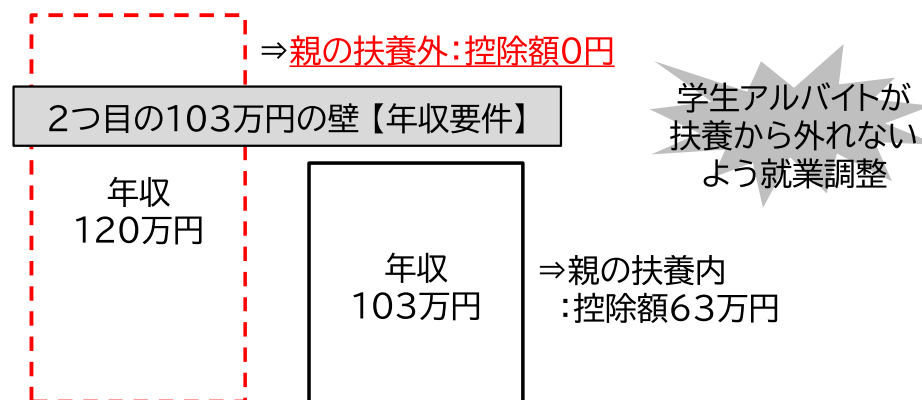 ⇒親の扶養外：控除額0円
2つ目の103万円の壁【年収要件】
学生アルバイトが
扶養から外れない
よう就業調整
年収
120万円
年収
103万円
⇒親の扶養内
：控除額63万円